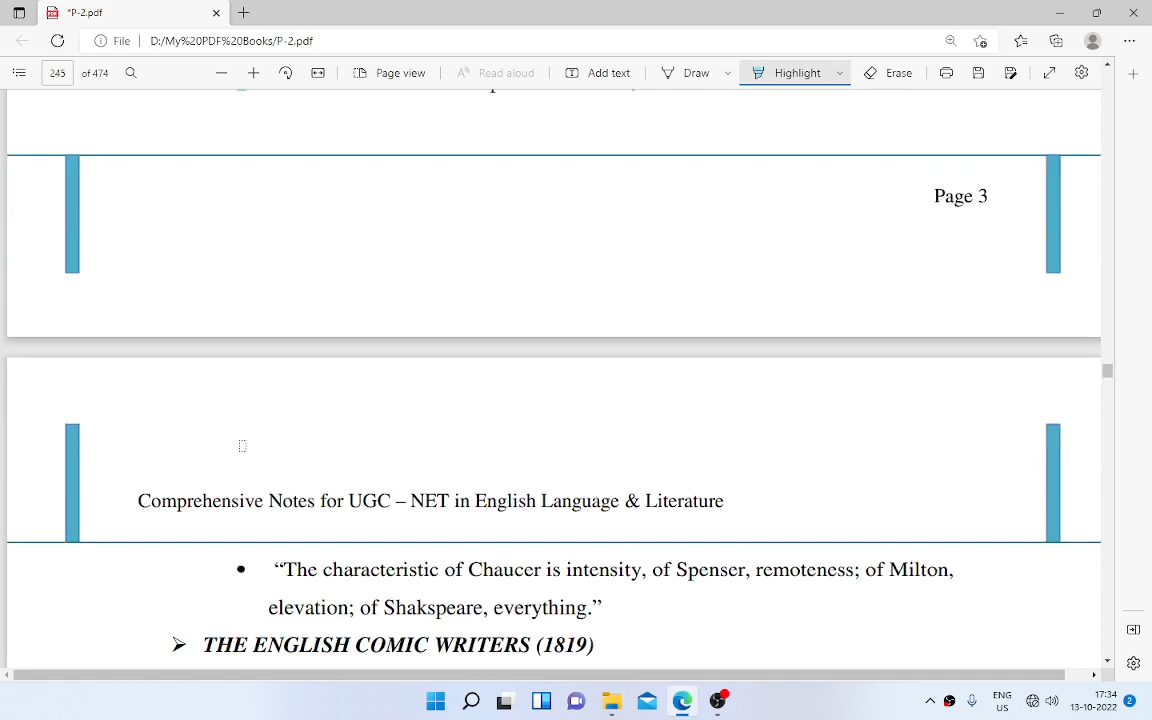 *P-2.pdf
File
D:/My%20PDF%20Books/P-2.pdf
245 of 474
Page view
Read aloud
Add text
Draw
Highlight
Erase
Page 3
Comprehensive Notes for UGC – NET in English Language & Literature
• “The characteristic of Chaucer is intensity, of Spenser, remoteness; of Milton,
elevation; of Shakspeare, everything.”
➢ THE ENGLISH COMIC WRITERS (1819)
ENG
US
17:34
13-10-2022
2